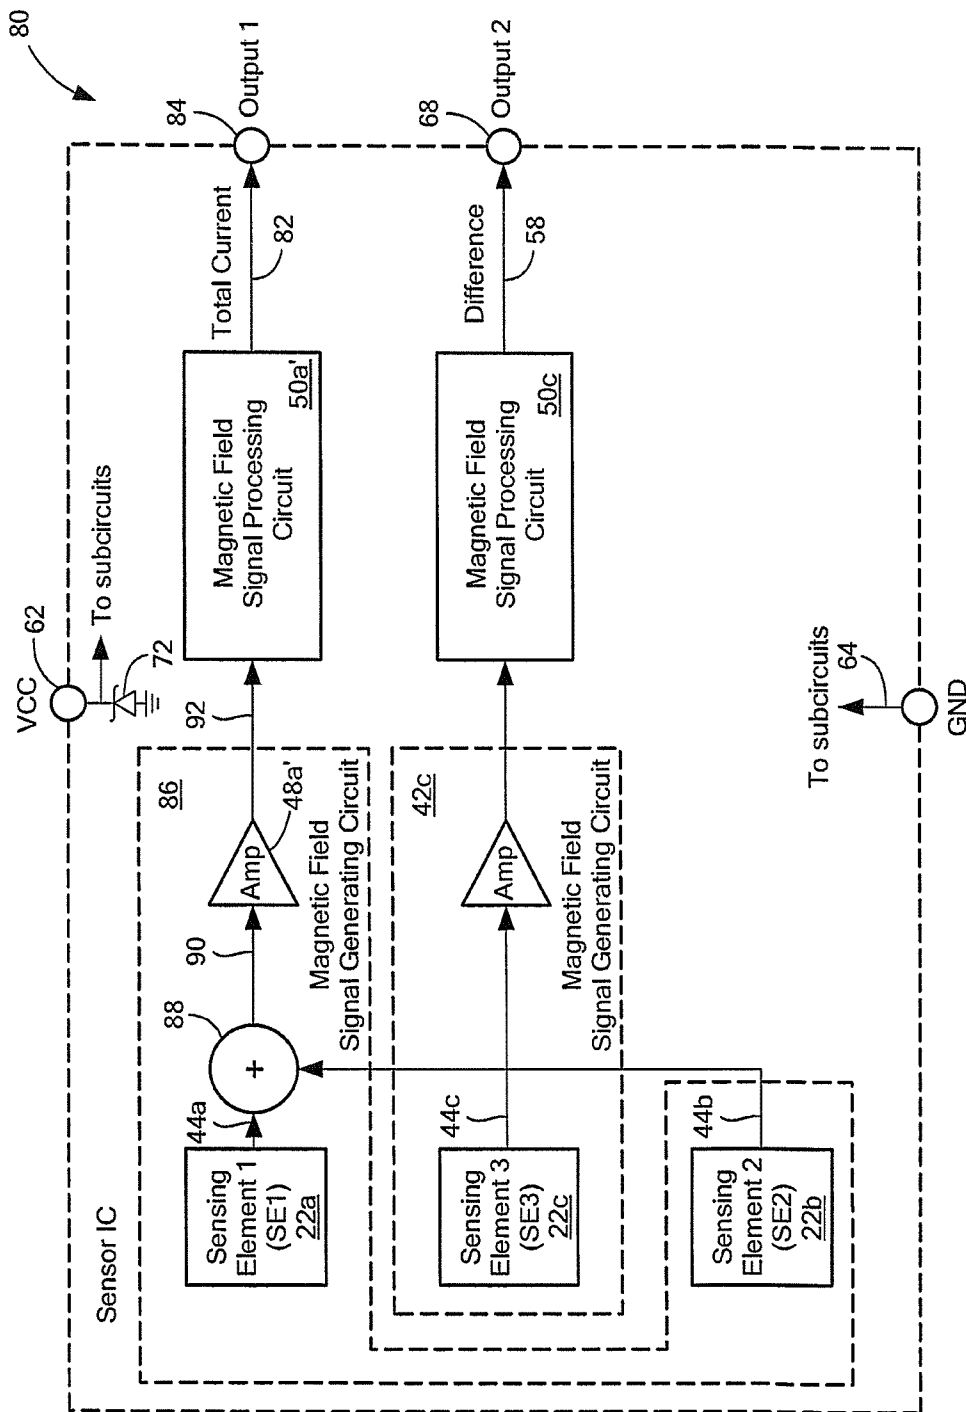 80
Sensor IC
VCC
62
To subcircuits
72
86
Sensing
Element 1
(SE1)
22a
44a
88
+
90
Amp
48a'
Magnetic Field
Signal Generating Circuit
92
Magnetic Field
Signal Processing
Circuit
50a'
Total Current
82
84
Output 1
42c
Sensing
Element 3
(SE3)
22c
44c
Amp
Magnetic Field
Signal Generating Circuit
Magnetic Field
Signal Processing
Circuit
50c
Difference
58
68
Output 2
Sensing
Element 2
(SE2)
22b
44b
To subcircuits
64
GND